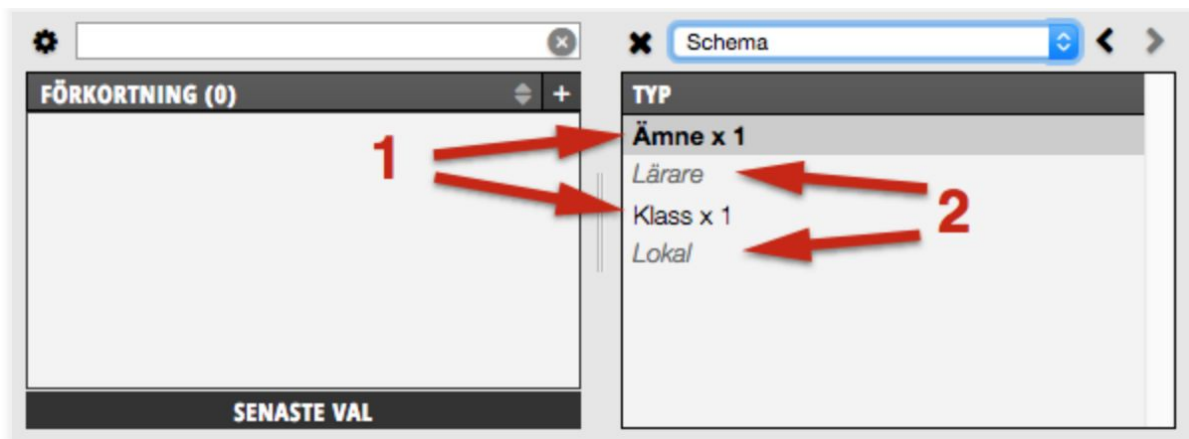 Schema
FÖRKORTNING (0) +
TYP
1
Ämne x 1
Lärare
2
Klass x 1
Lokal
SENASTE VAL